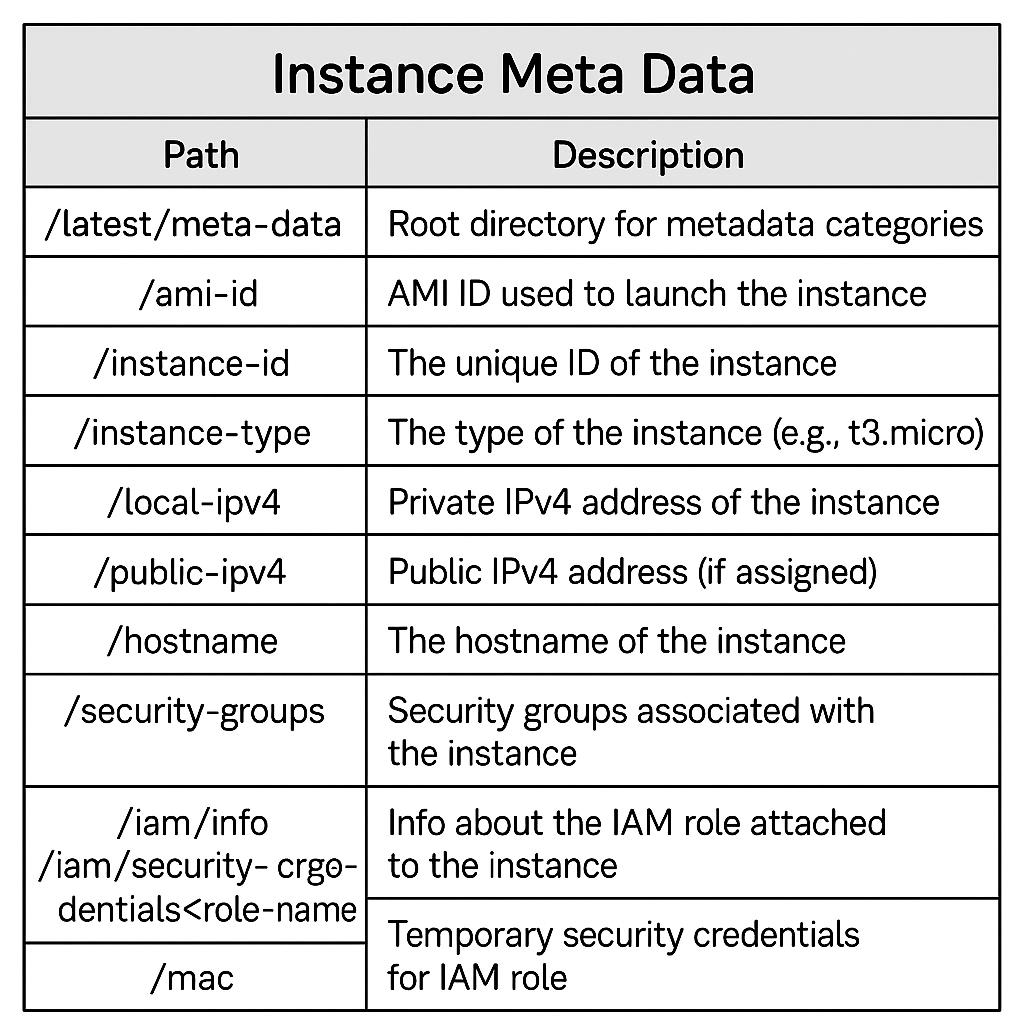 Instance Meta Data
Path Description
/latest/meta-data Root directory for metadata categories
/ami-id AMI ID used to launch the instance
/instance-id The unique ID of the instance
/instance-type The type of the instance (e.g., t3.micro)
/local-ipv4 Private IPv4 address of the instance
/public-ipv4 Public IPv4 address (if assigned)
/hostname The hostname of the instance
/security-groups Security groups associated with
the instance
/iam/info Info about the IAM role attached
/iam/security- crgo- to the instance
dentials<role-name
Temporary security credentials
/mac for IAM role